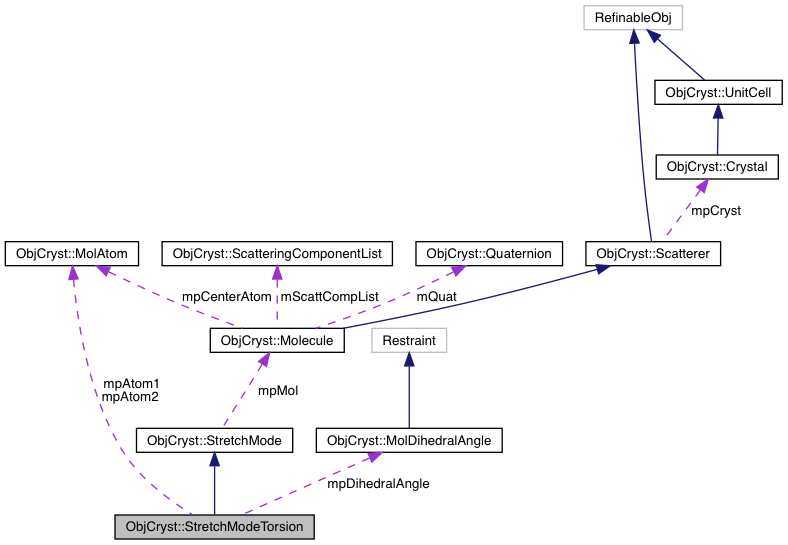 RefinableObj
ObjCryst::UnitCell
ObjCryst::Crystal
mpCryst
ObjCryst::MolAtom
ObjCryst::ScatteringComponentList
ObjCryst::Quaternion
ObjCryst::Scatterer
mpCenterAtom
mScattCompList
mQuat
ObjCryst::Molecule
Restraint
mpAtom1
mpAtom2
mpMol
ObjCryst::StretchMode
ObjCryst::MolDihedralAngle
mpDihedralAngle
ObjCryst::StretchModeTorsion